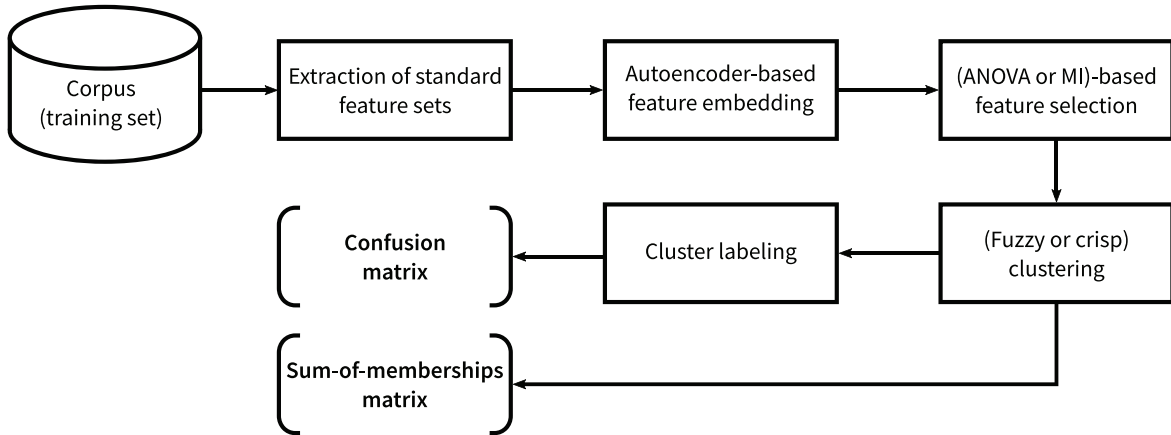 Corpus
(training set)
Extraction of standard
feature sets
Autoencoder-based
feature embedding
(ANOVA or MI)-based
feature selection
Confusion
matrix
Cluster labeling
(Fuzzy or crisp)
clustering
Sum-of-memberships
matrix